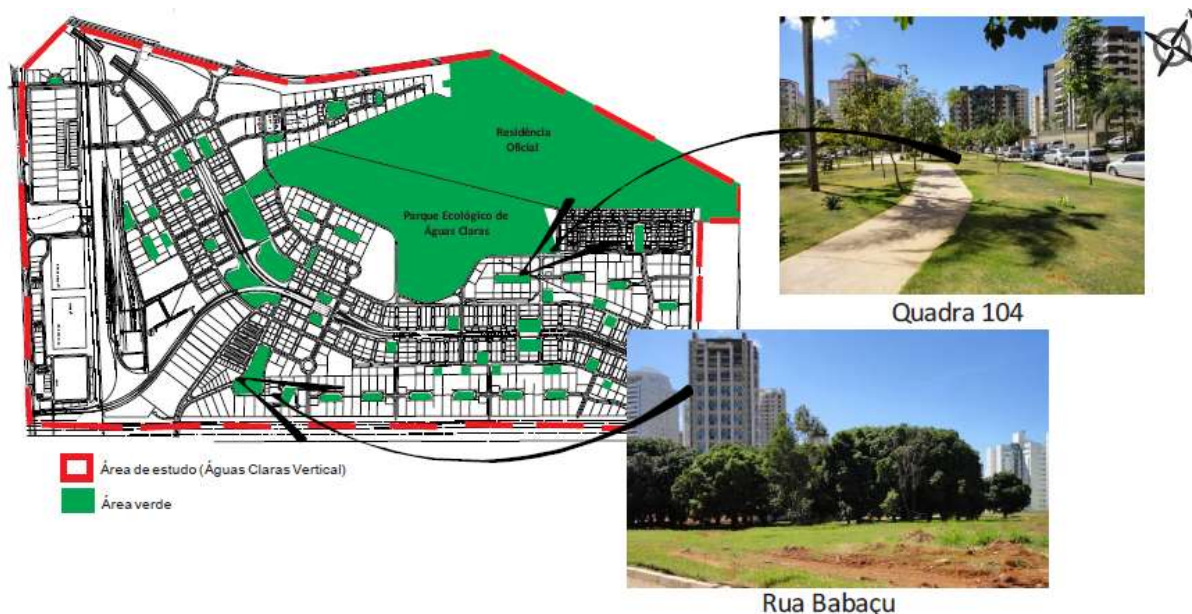 Residência
Oficial
Parque Ecológico de
Águas Claras
Quadra 104
Área de estudo (Águas Claras Vertical)
Área verde
Rua Babaçu